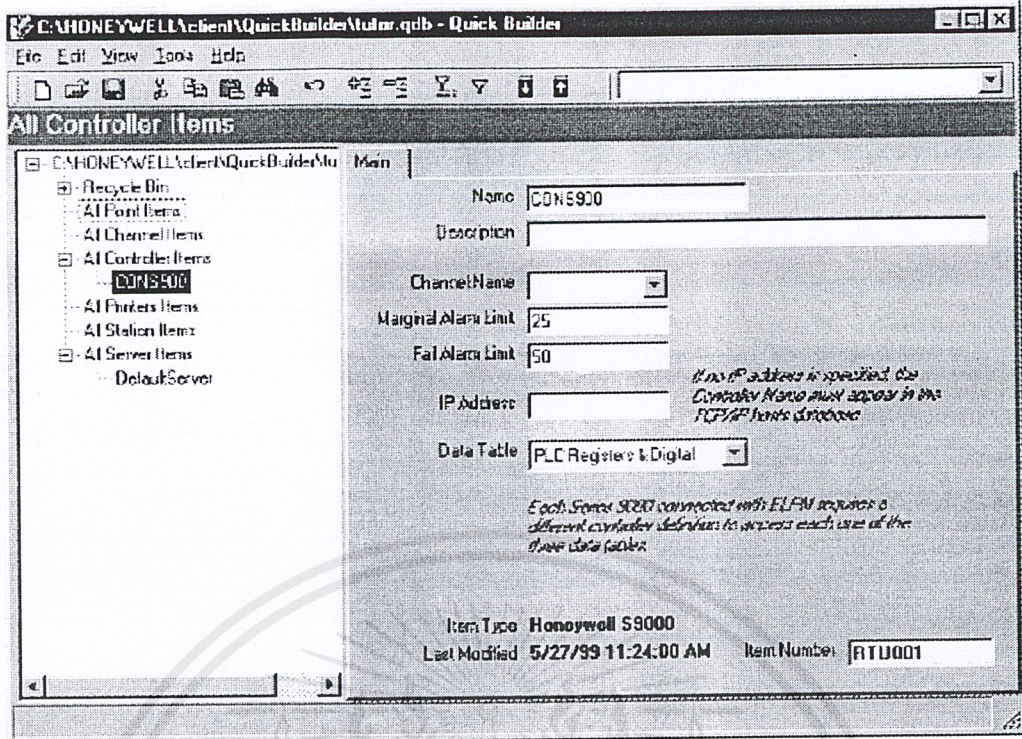 C:\HONEYWELL\client\QuickBuilder\tutor.qdb - Quick Builder
File Edit View Tools Help
All Controller Items
C:\HONEYWELL\client\QuickBuilder\tu
Recycle Bin
All Point Items
All Channel Items
All Controller Items
CONS900
All Printers Items
All Station Items
All Server Items
DefaultServer
Main
Name CONS900
Description
Channel Name
Marginal Alarm Limit 25
Fail Alarm Limit 50
IP Address
If no IP address is specified, the
Controller Name must appear in the
TCP/IP hosts database
Data Table PLC Registers & Digital
Each Series 9000 connected with ELPM requires a
different controller definition to access each one of the
three data tables
Item Type Honeywell S9000
Last Modified 5/27/99 11:24:00 AM
Item Number RTU001